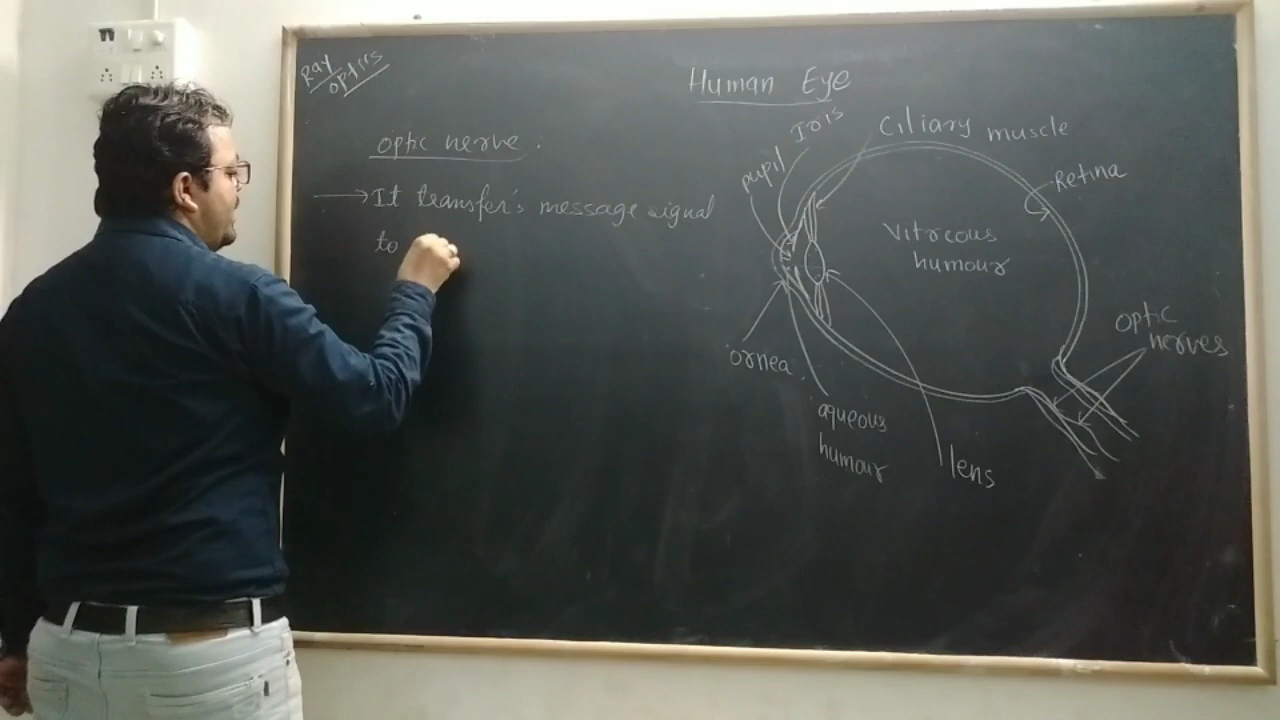 Ray
optics
Human Eye
optic nerve.
→ It transfer's message signal
to
Iris
pupil
Ciliary muscle
Retina
Vitreous
humour
optic
nerves
ornea.
aqueous
humour
lens